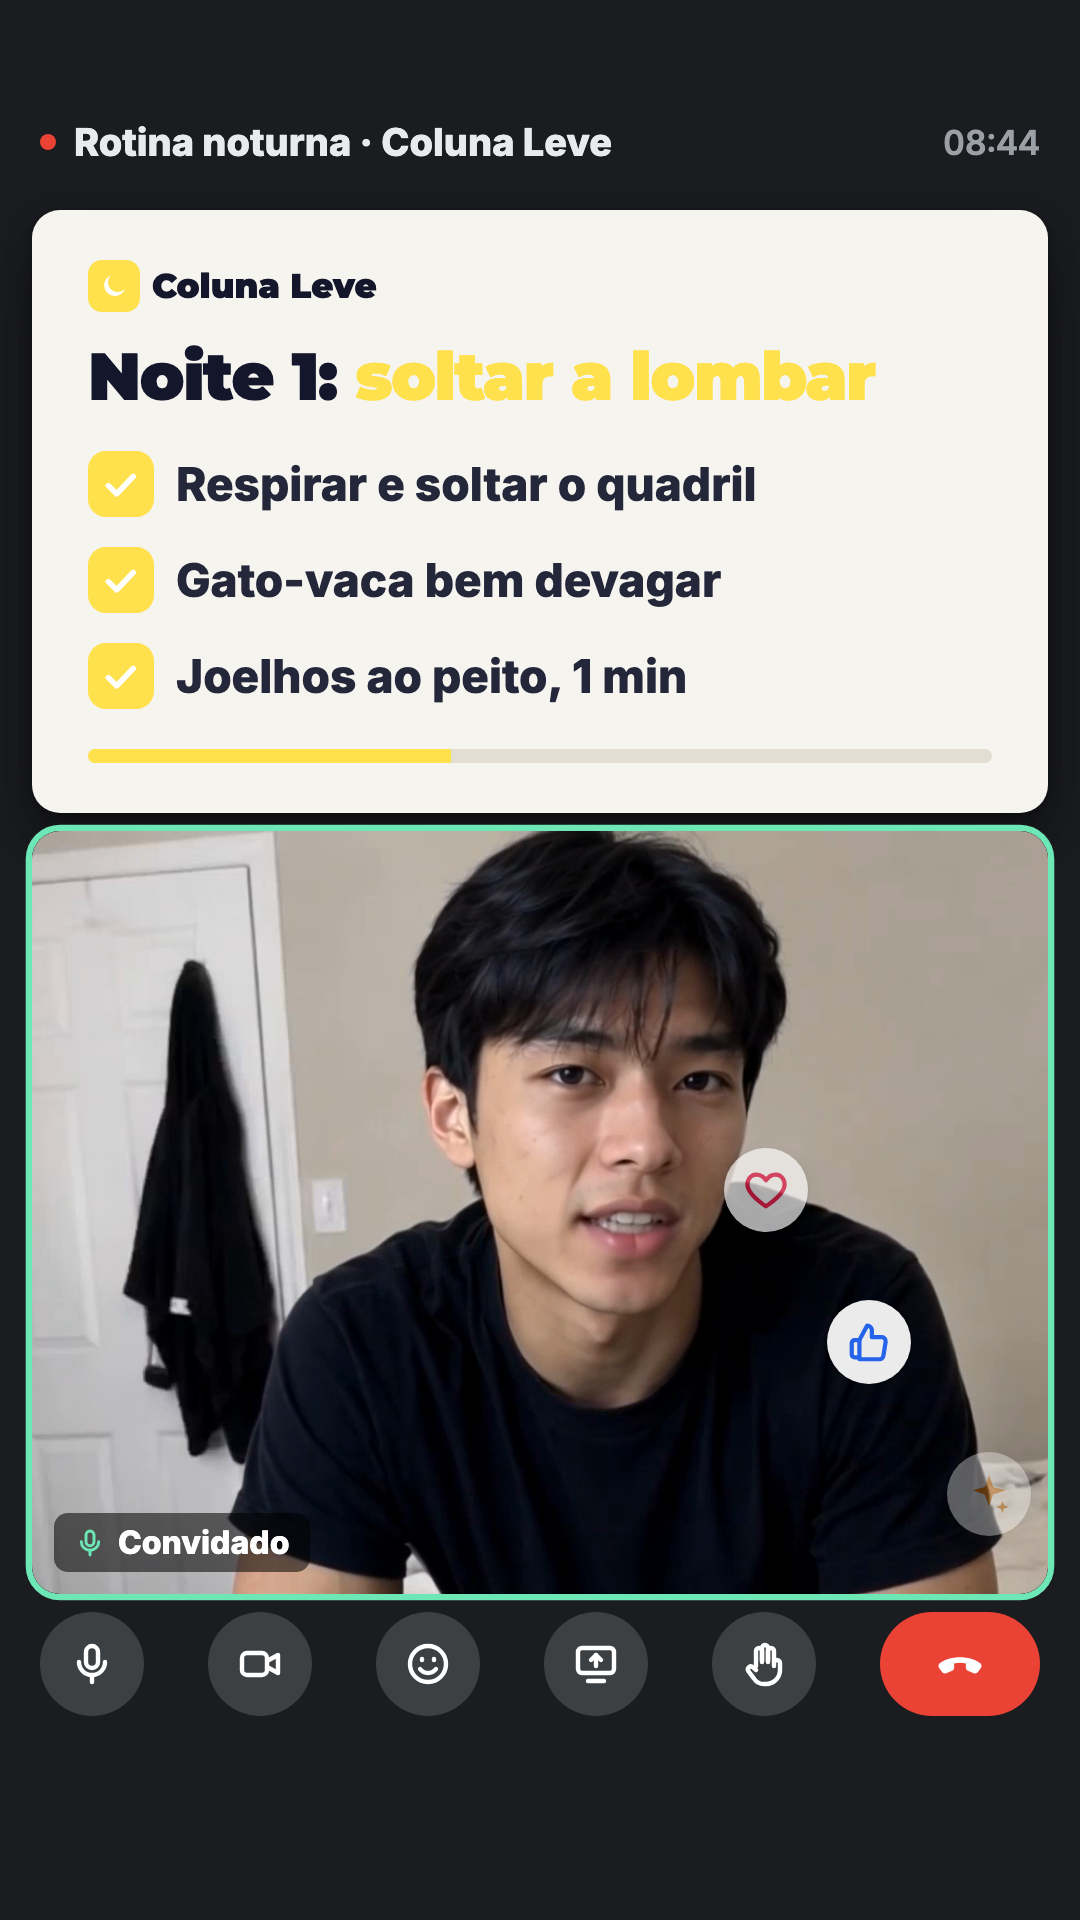 Rotina noturna · Coluna Leve
08:44
Coluna Leve
Noite 1: soltar a lombar
Respirar e soltar o quadril
Gato-vaca bem devagar
Joelhos ao peito, 1 min
Convidado